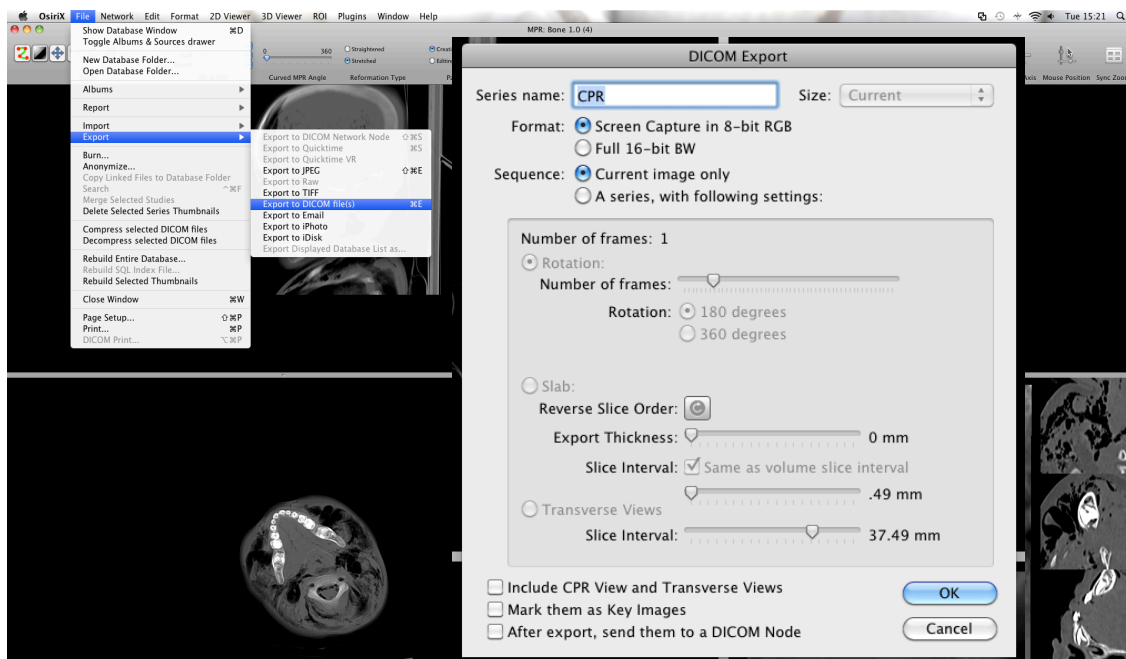 OsiriX File Network Edit Format 2D Viewer 3D Viewer ROI Plugins Window Help Tue 15:21
MPR: Bone 1.0 (4)
Show Database Window ⌘D
Toggle Albums & Sources drawer
New Database Folder...
Open Database Folder...
Albums
Report
Import
Export
Burn...
Anonymize...
Copy Linked Files to Database Folder
Search ^⌘F
Merge Selected Studies
Delete Selected Series Thumbnails
Compress selected DICOM files
Decompress selected DICOM files
Rebuild Entire Database...
Rebuild SQL Index File...
Rebuild Selected Thumbnails
Close Window ⌘W
Page Setup... ⇧⌘P
Print... ⌘P
DICOM Print... ⌥⌘P
0 360
Straightened
Stretched
Curved MPR Angle Reformation Type
Export to DICOM Network Node ⇧⌘S
Export to Quicktime ⌘S
Export to Quicktime VR
Export to JPEG ⇧⌘E
Export to Raw
Export to TIFF
Export to DICOM file(s) ⌘E
Export to Email
Export to iPhoto
Export to iDisk
Export Displayed Database List as...
Axis Mouse Position Sync Zoo
DICOM Export
Series name: CPR Size: Current
Format: Screen Capture in 8-bit RGB
Full 16-bit BW
Sequence: Current image only
A series, with following settings:
Number of frames: 1
Rotation:
Number of frames:
Rotation: 180 degrees
360 degrees
Slab:
Reverse Slice Order:
Export Thickness: 0 mm
Slice Interval: Same as volume slice interval
.49 mm
Transverse Views
Slice Interval: 37.49 mm
Include CPR View and Transverse Views
Mark them as Key Images
After export, send them to a DICOM Node
OK
Cancel